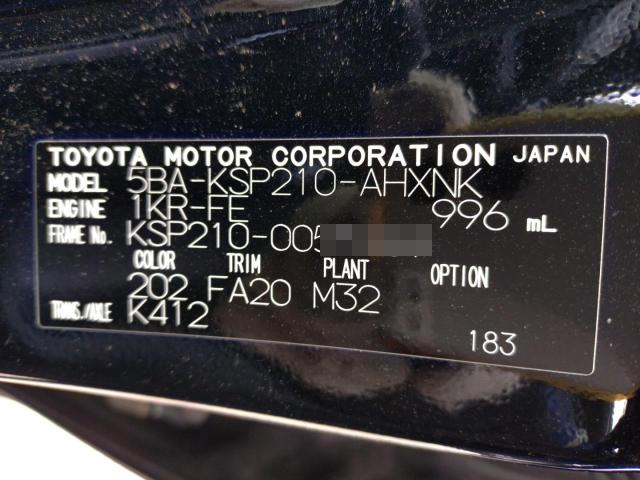 TOYOTA MOTOR CORPORATION JAPAN
MODEL 5BA-KSP210-AHXNK
ENGINE 1KR-FE 996 mL
FRAME No. KSP210-005
COLOR TRIM PLANT OPTION
202 FA20 M32
TRANS./AXLE K412
183